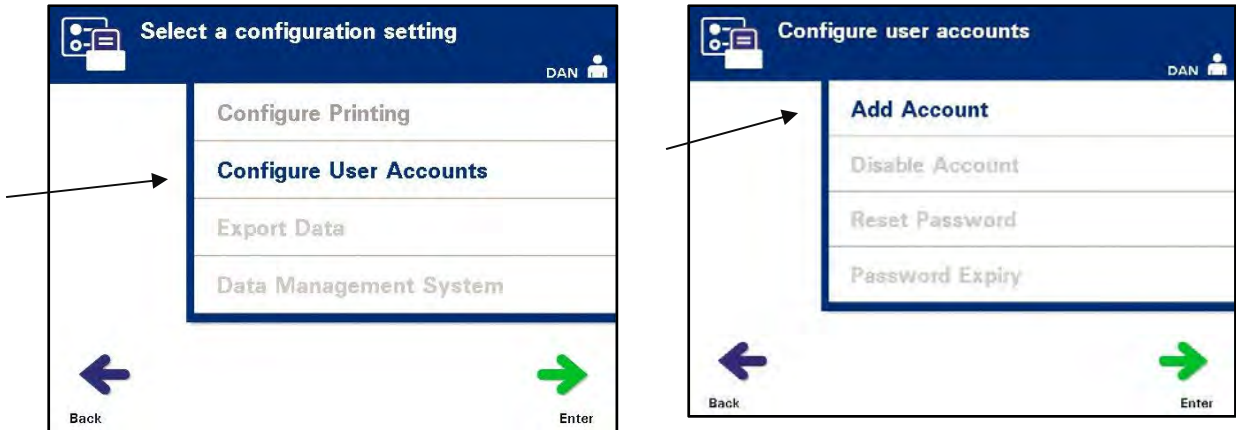 Select a configuration setting
DAN
Configure Printing
Configure User Accounts
Export Data
Data Management System
Back
Enter
Configure user accounts
DAN
Add Account
Disable Account
Reset Password
Password Expiry
Back
Enter